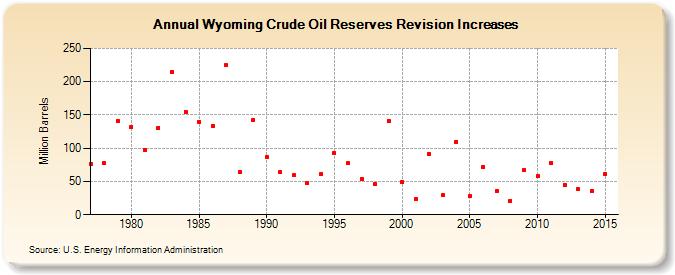 Annual Wyoming Crude Oil Reserves Revision Increases
Million Barrels
250
200
150
100
50
0
1980 1985 1990 1995 2000 2005 2010 2015
Source: U.S. Energy Information Administration